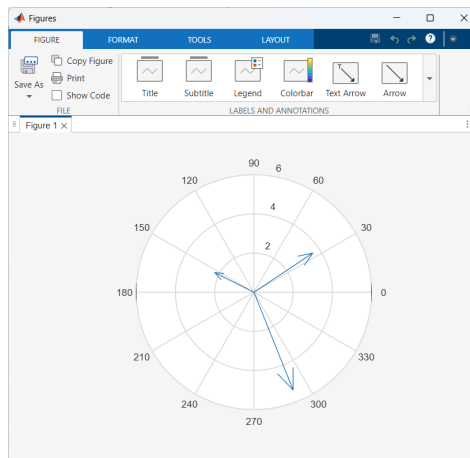 Figures
FIGURE FORMAT TOOLS LAYOUT
Save As
Copy Figure
Print
Show Code
FILE
Title Subtitle Legend Colorbar Text Arrow Arrow
LABELS AND ANNOTATIONS
Figure 1
90 6
120 60
4
150 30
2
180 0
210 330
240 300
270